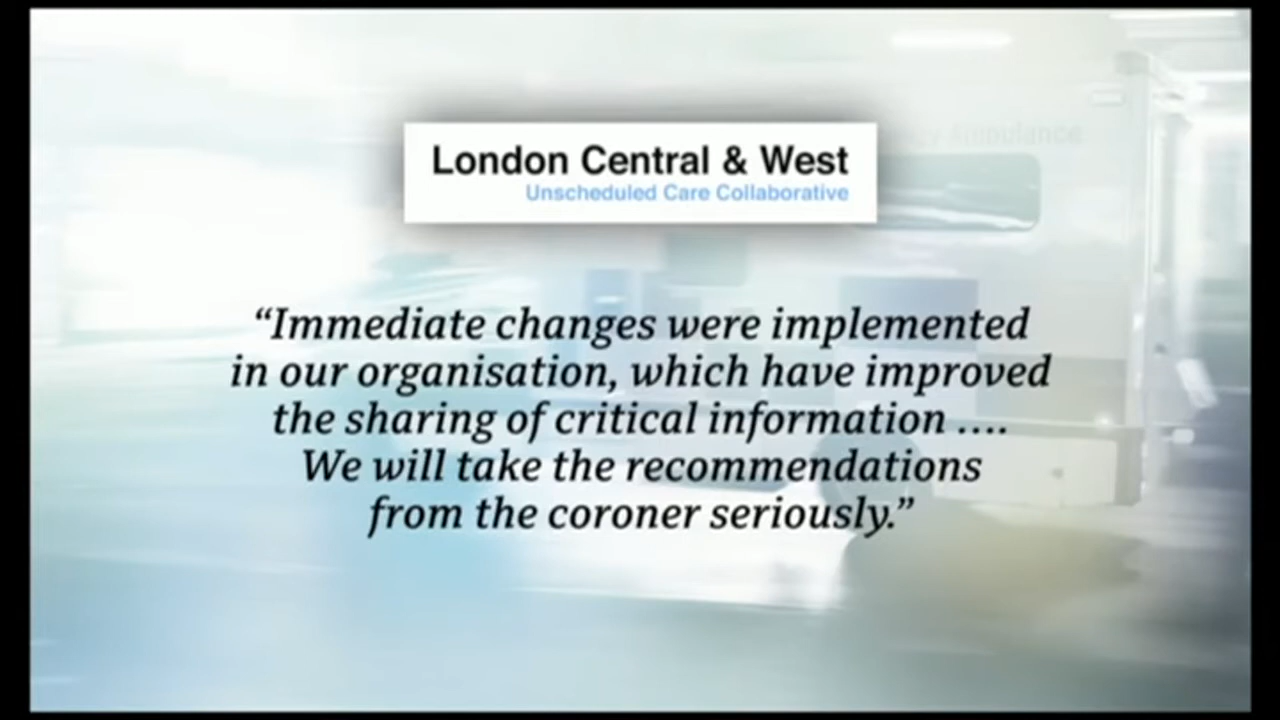 London Central & West
Unscheduled Care Collaborative
Ambulance
“Immediate changes were implemented
in our organisation, which have improved
the sharing of critical information ....
We will take the recommendations
from the coroner seriously.”